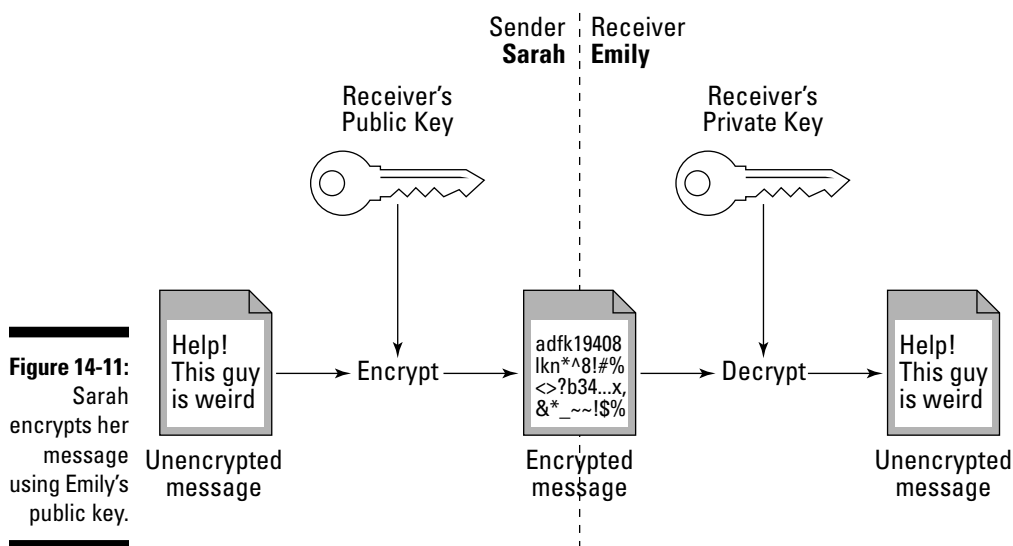 Sender
Sarah
Receiver
Emily
Receiver's
Public Key
Receiver's
Private Key
Help!
This guy
is weird
Encrypt
adfk19408
lkn*^8!#%
<>?b34...x,
&*_~~!$%
Decrypt
Help!
This guy
is weird
Unencrypted
message
Encrypted
message
Unencrypted
message
Figure 14-11:
Sarah
encrypts her
message
using Emily's
public key.